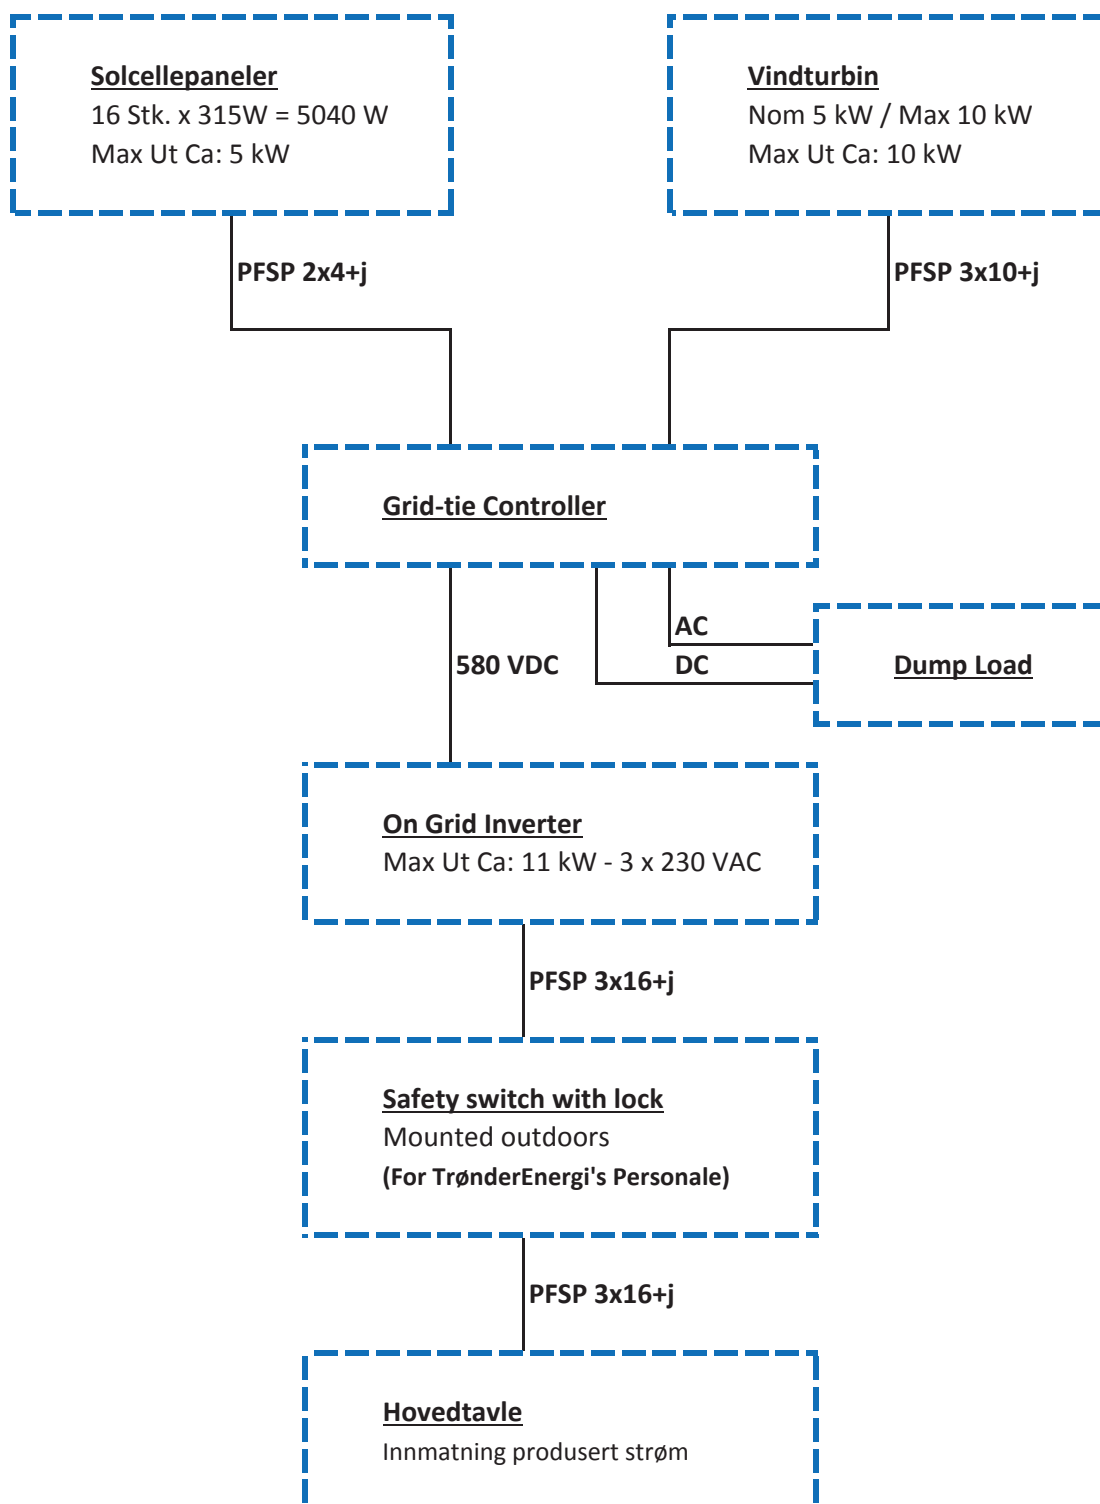 Solcellepaneler
16 Stk. x 315W = 5040 W
Max Ut Ca: 5 kW
Vindturbin
Nom 5 kW / Max 10 kW
Max Ut Ca: 10 kW
PFSP 2x4+j
PFSP 3x10+j
Grid-tie Controller
AC
580 VDC
DC
Dump Load
On Grid Inverter
Max Ut Ca: 11 kW - 3 x 230 VAC
PFSP 3x16+j
Safety switch with lock
Mounted outdoors
(For TrønderEnergi's Personale)
PFSP 3x16+j
Hovedtavle
Innmatning produsert strøm